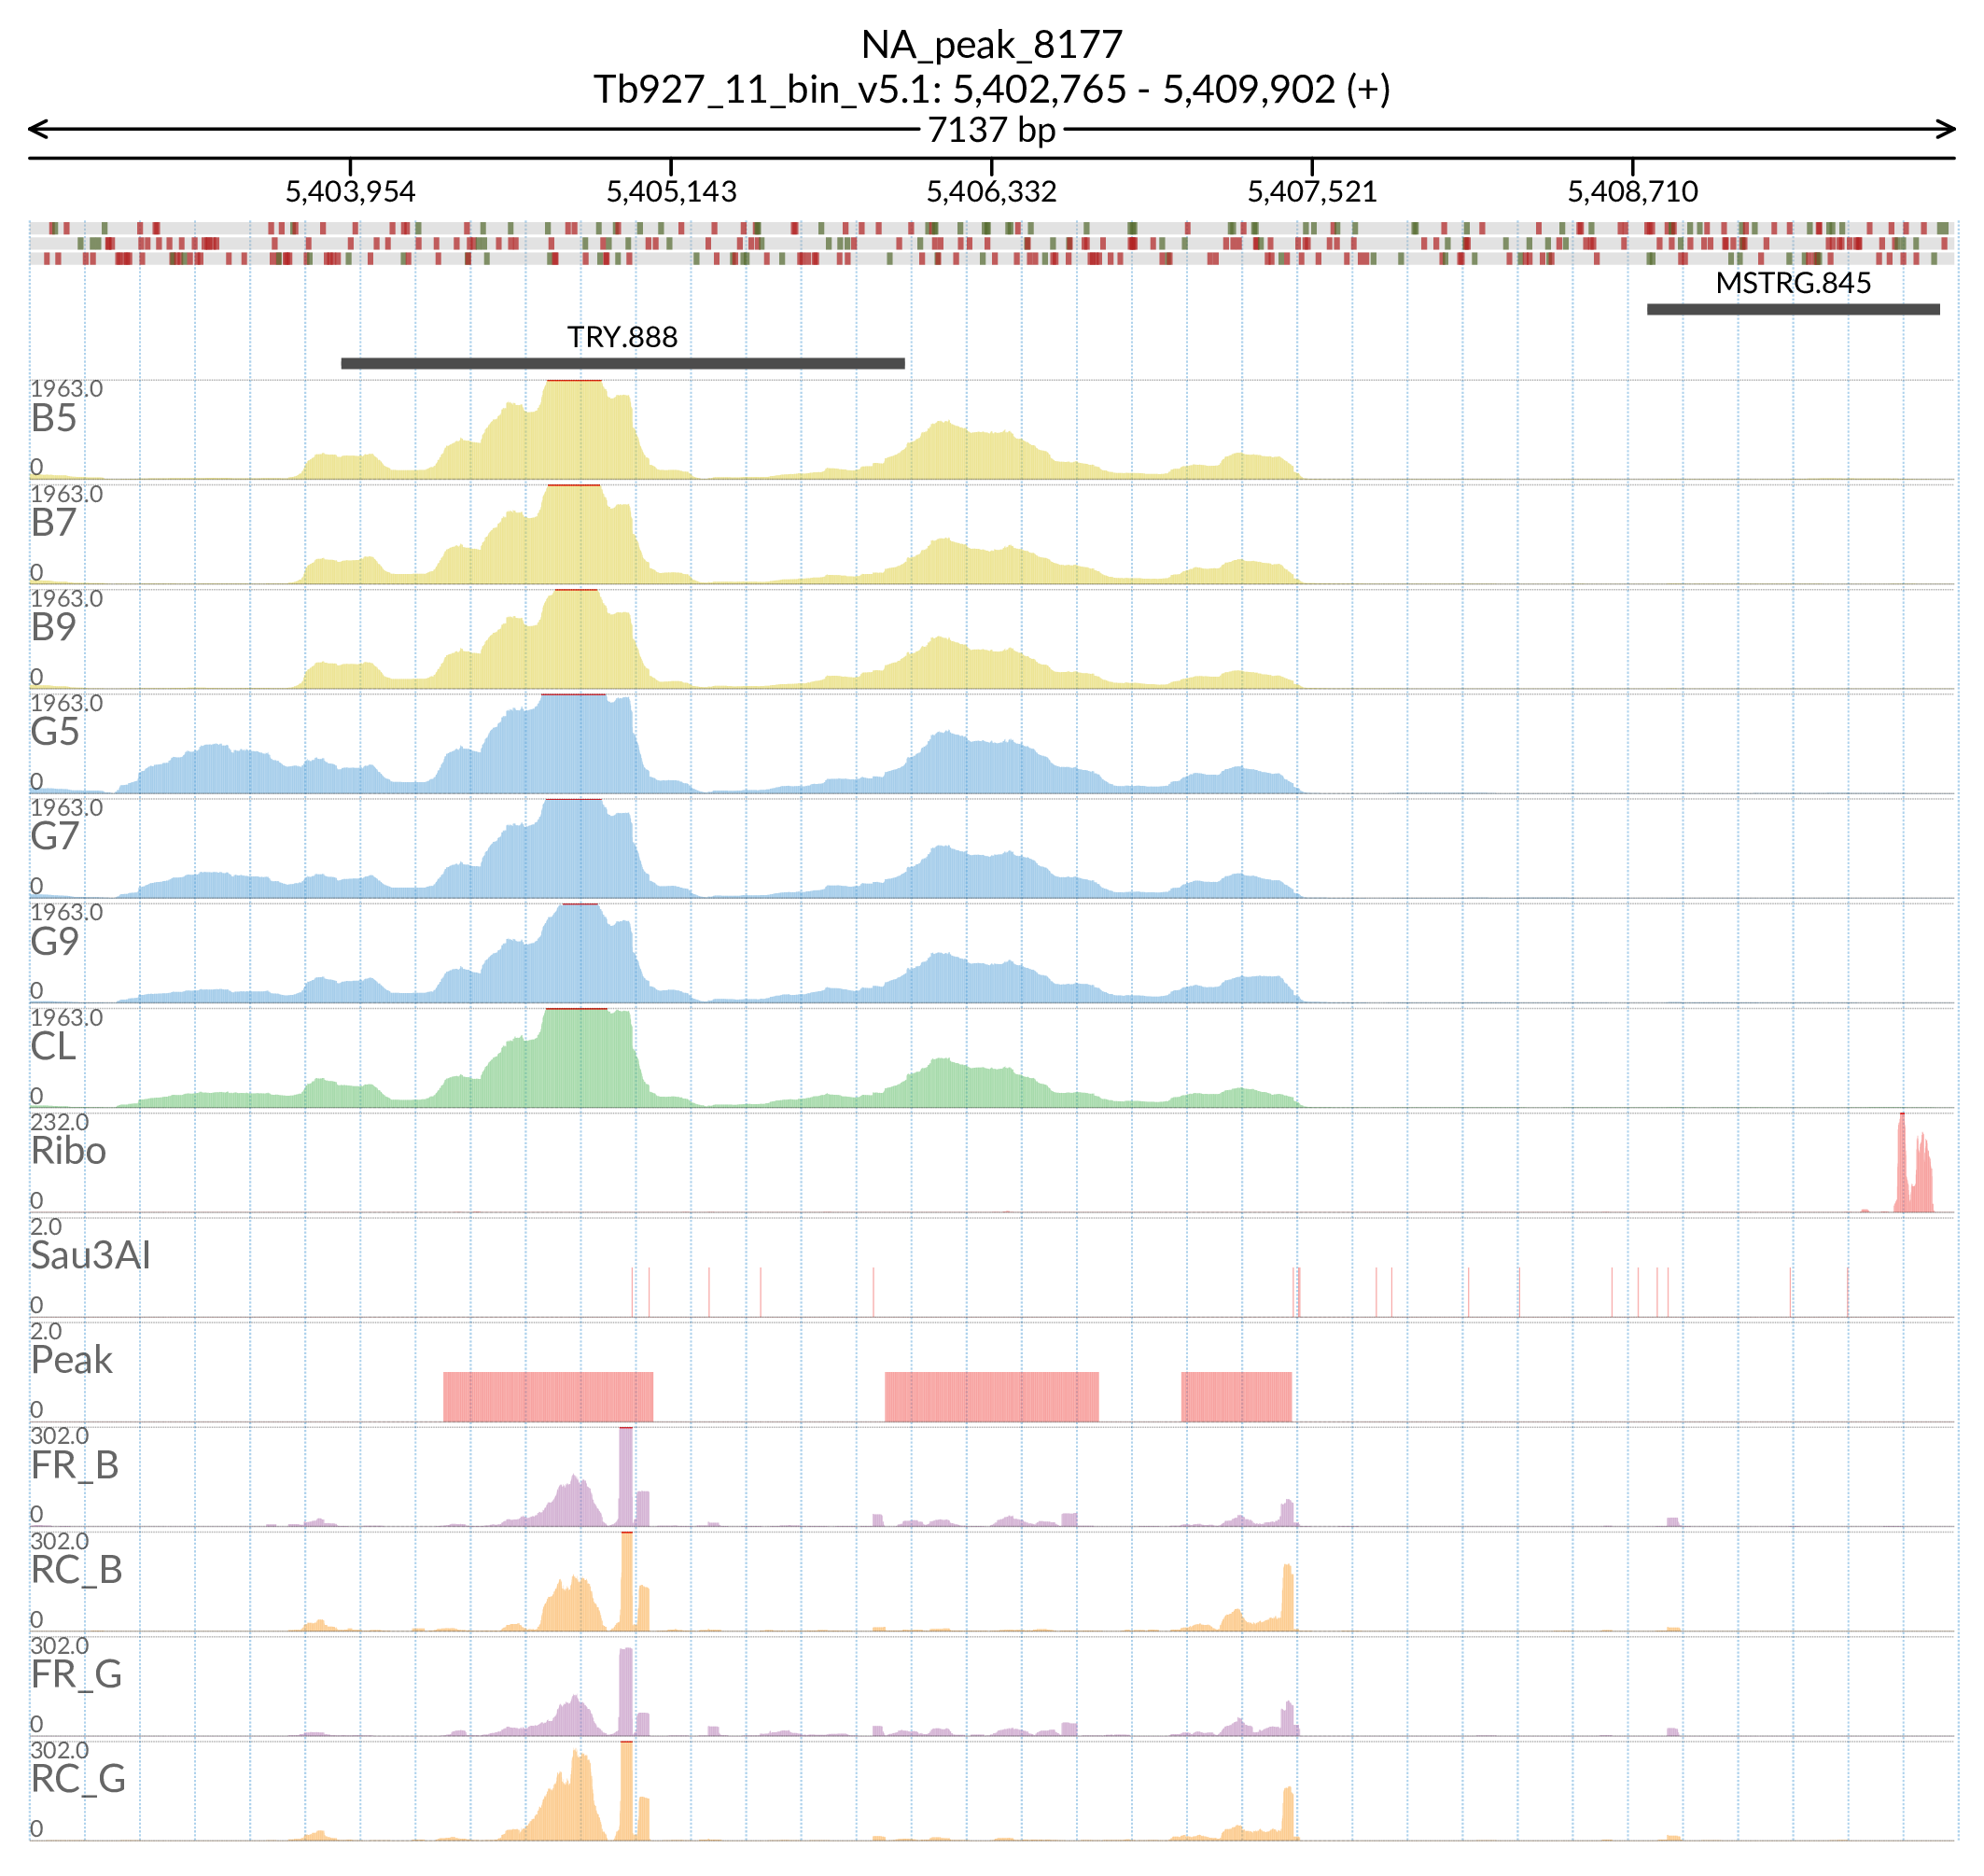 NA_peak_8177
Tb927_11_bin_v5.1: 5,402,765 - 5,409,902 (+)
7137 bp
5,403,954 5,405,143 5,406,332 5,407,521 5,408,710
MSTRG.845
TRY.888
1963.0
B5
0
1963.0
B7
0
1963.0
B9
0
1963.0
G5
0
1963.0
G7
0
1963.0
G9
0
1963.0
CL
0
232.0
Ribo
0
2.0
Sau3AI
0
2.0
Peak
0
302.0
FR_B
0
302.0
RC_B
0
302.0
FR_G
0
302.0
RC_G
0